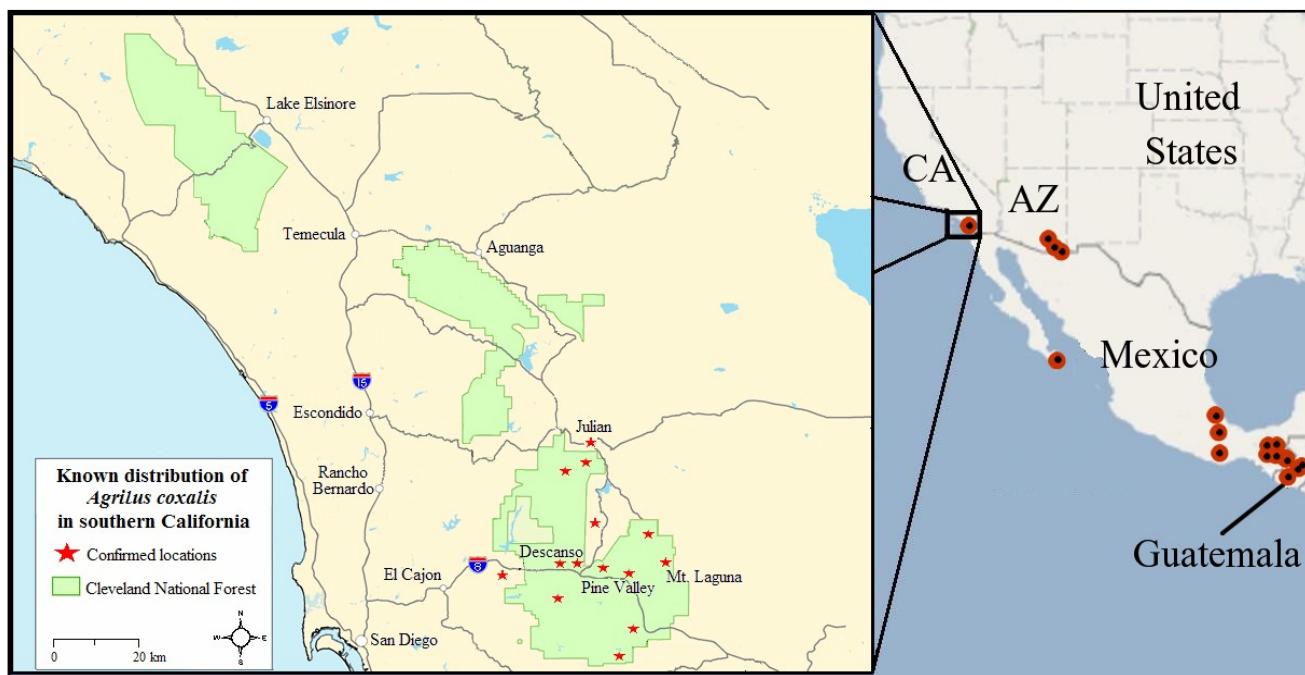 Lake Elsinore
Temecula
Aguanga
15
5
Escondido
Julian
Rancho
Bernardo
Descanso
8
El Cajon
Pine Valley
Mt. Laguna
San Diego
Known distribution of
Agrilus coxalis
in southern California
Confirmed locations
Cleveland National Forest
N
W
E
S
0
20 km
United
States
CA
AZ
Mexico
Guatemala